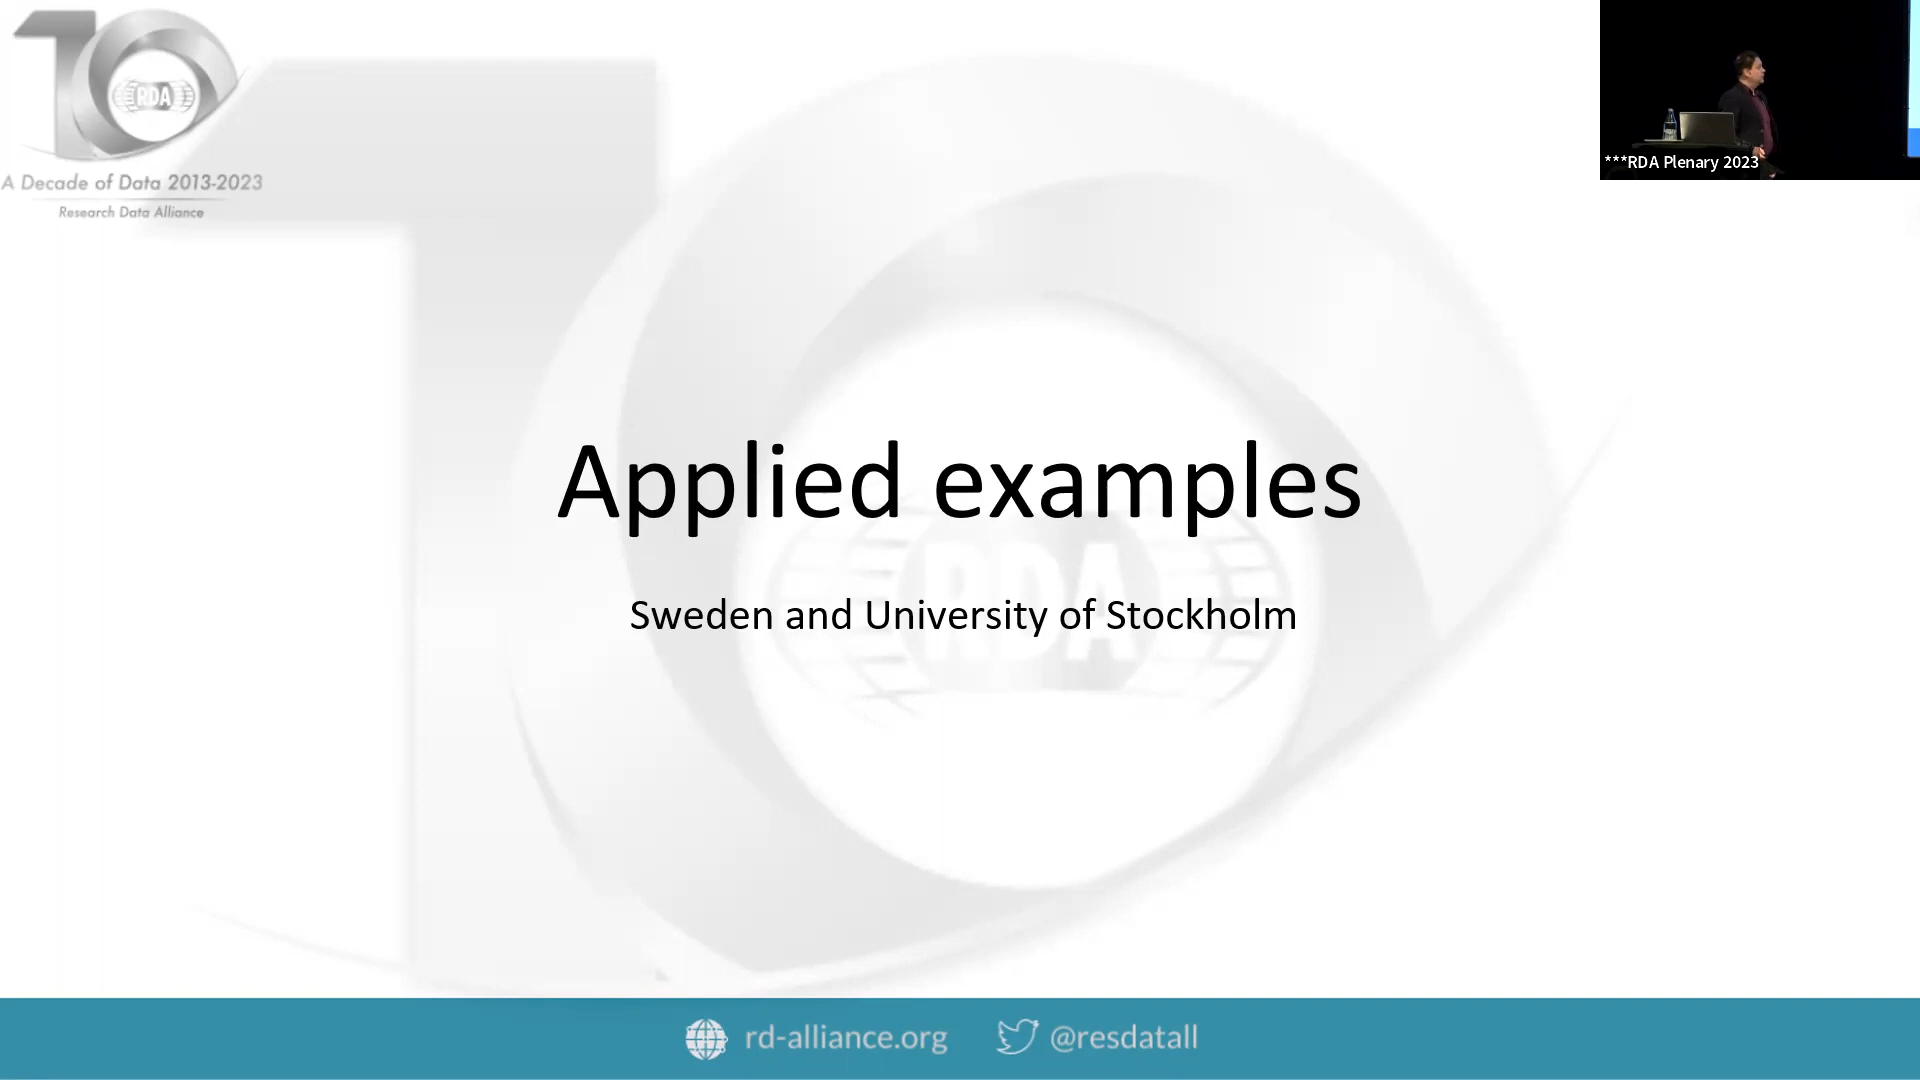 RDA
A Decade of Data 2013-2023
Research Data Alliance
***RDA Plenary 2023
Applied examples
RDA
Sweden and University of Stockholm
rd-alliance.org
@resdatall